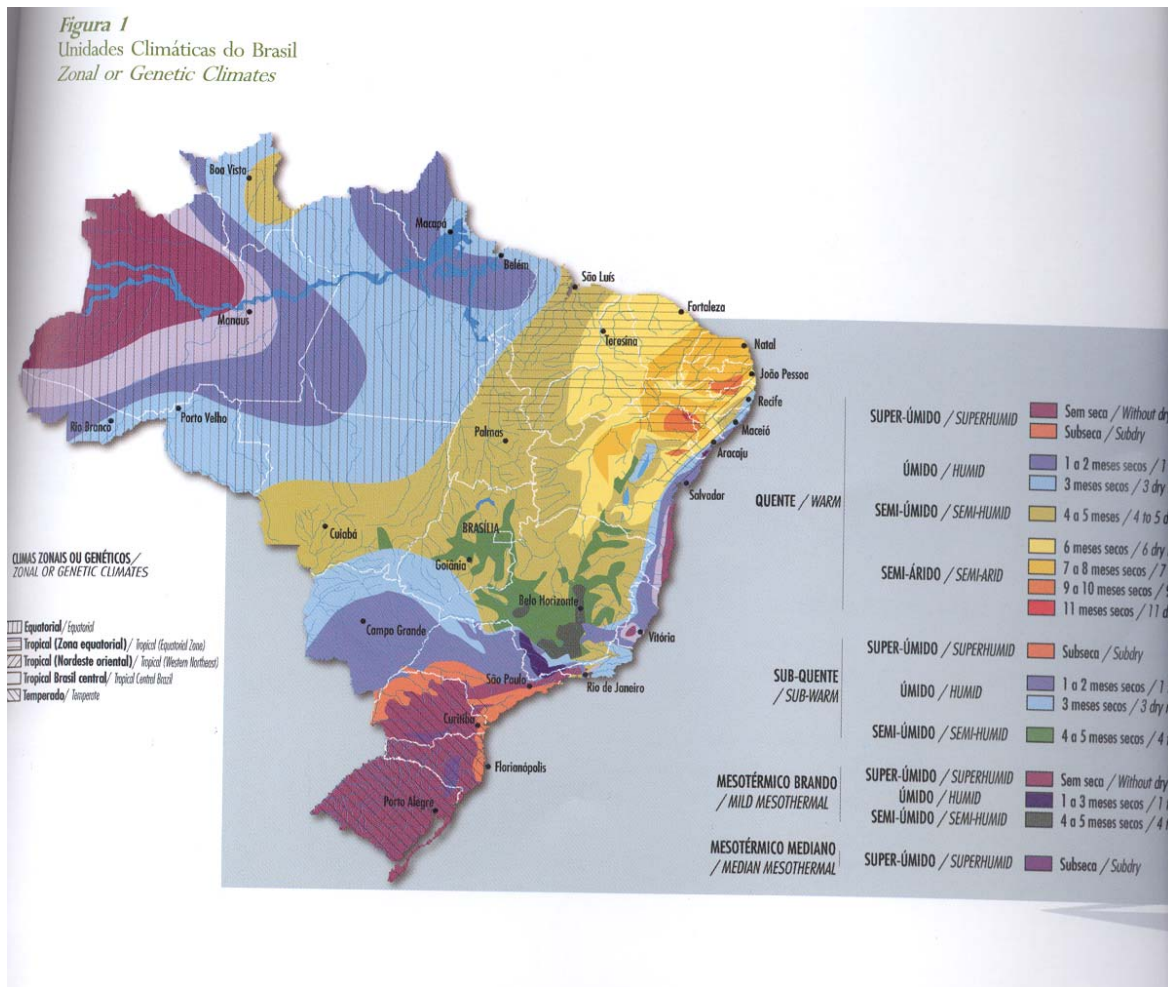 Figura 1
Unidades Climáticas do Brasil
Zonal or Genetic Climates
Boa Vista
Macapá
Belém
São Luís
Fortaleza
Manaus
Teresina
Natal
João Pessoa
Recife
Maceió
Aracaju
Porto Velho
Rio Branco
Palmas
Salvador
Cuiabá
BRASÍLIA
Goiânia
Belo Horizonte
Campo Grande
Vitória
São Paulo
Rio de Janeiro
Curitiba
Florianópolis
Porto Alegre
CLIMAS ZONAIS OU GENÉTICOS /
ZONAL OR GENETIC CLIMATES
Equatorial / Equatorial
Tropical (Zona equatorial) / Tropical (Equatorial Zone)
Tropical (Nordeste oriental) / Tropical (Western Northeast)
Tropical Brasil central / Tropical Central Brazil
Temperado / Temperate
QUENTE / WARM
SUPER-ÚMIDO / SUPERHUMID
Sem seca / Without dry
Subseca / Subdry
ÚMIDO / HUMID
1 a 2 meses secos / 1
3 meses secos / 3 dry
SEMI-ÚMIDO / SEMI-HUMID
4 a 5 meses / 4 to 5 d
SEMI-ÁRIDO / SEMI-ARID
6 meses secos / 6 dry
7 a 8 meses secos / 7
9 a 10 meses secos /
11 meses secos / 11
SUB-QUENTE
/ SUB-WARM
SUPER-ÚMIDO / SUPERHUMID
Subseca / Subdry
ÚMIDO / HUMID
1 a 2 meses secos / 1
3 meses secos / 3 dry
SEMI-ÚMIDO / SEMI-HUMID
4 a 5 meses secos / 4
MESOTÉRMICO BRANDO
/ MILD MESOTHERMAL
SUPER-ÚMIDO / SUPERHUMID
Sem seca / Without dry
ÚMIDO / HUMID
1 a 3 meses secos / 1
SEMI-ÚMIDO / SEMI-HUMID
4 a 5 meses secos / 4
MESOTÉRMICO MEDIANO
/ MEDIAN MESOTHERMAL
SUPER-ÚMIDO / SUPERHUMID
Subseca / Subdry